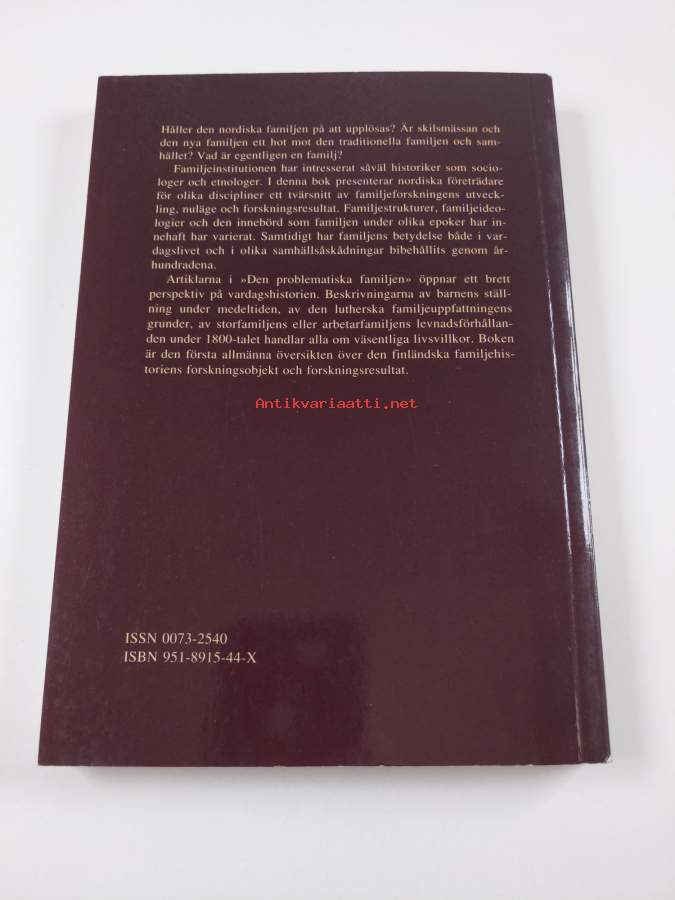 Håller den nordiska familjen på att upplösas? Är skilsmässan och
den nya familjen ett hot mot den traditionella familjen och sam-
hället? Vad är egentligen en familj?
Familjeinstitutionen har intresserat såväl historiker som socio-
loger och etnologer. I denna bok presenterar nordiska företrädare
för olika discipliner ett tvärsnitt av familjeforskningens utveck-
ling, nuläge och forskningsresultat. Familjestrukturer, familjeideo-
logier och den innebörd som familjen under olika epoker har in-
nehaft har varierat. Samtidigt har familjens betydelse både i var-
dagslivet och i olika samhällsåskådningar bibehållits genom år-
hundradena.
Artiklarna i »Den problematiska familjen» öppnar ett brett
perspektiv på vardagshistorien. Beskrivningarna av barnens ställ-
ning under medeltiden, av den lutherska familjeuppfattningens
grunder, av storfamiljens eller arbetarfamiljens levnadsförhållan-
den under 1800-talet handlar alla om väsentliga livsvillkor. Boken
är den första allmänna översikten över den finländska familjehis-
toriens forskningsobjekt och forskningsresultat.
Antikvariaatti.net
ISSN 0073-2540
ISBN 951-8915-44-X